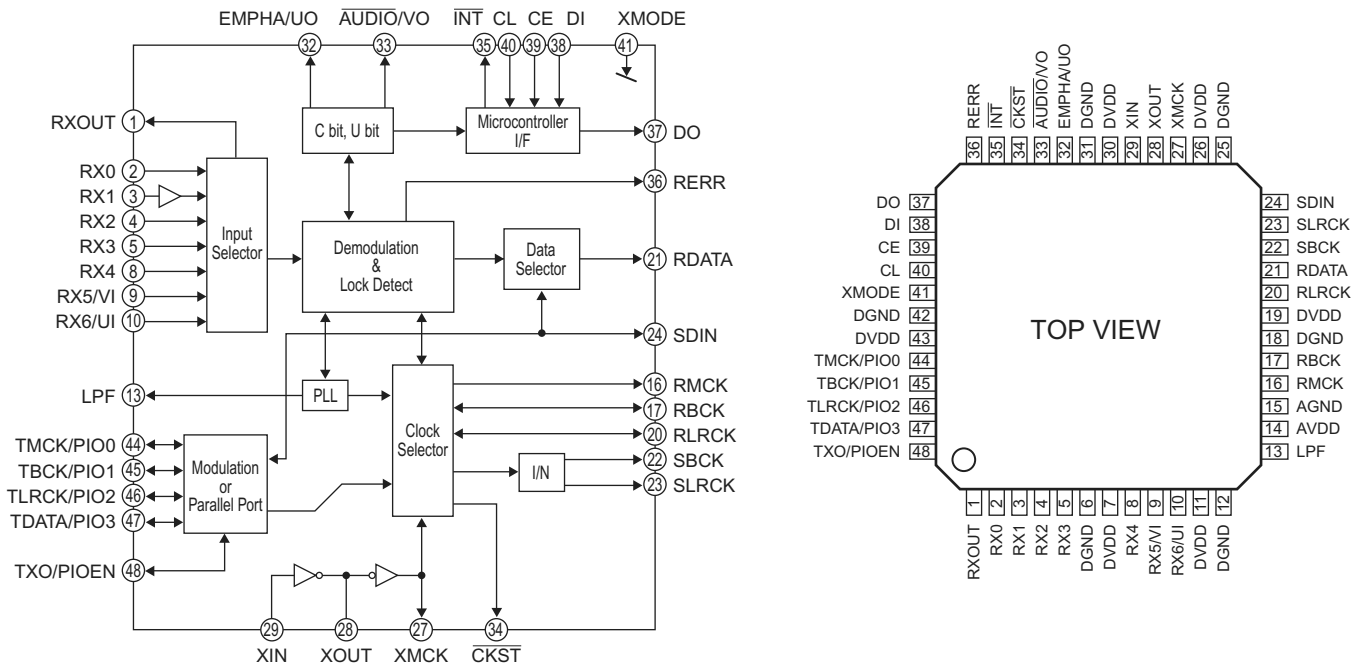 EMPHA/UO AUDIO/VO INT CL CE DI XMODE
32 33 35 40 39 38 41
RXOUT 1
C bit, U bit
Microcontroller
I/F
37 DO
RX0 2
36 RERR
RX1 3
RX2 4
RX3 5
RX4 8
RX5/VI 9
RX6/UI 10
Input
Selector
Demodulation
&
Lock Detect
Data
Selector
21 RDATA
24 SDIN
LPF 13
PLL
Clock
Selector
16 RMCK
17 RBCK
20 RLRCK
I/N
22 SBCK
23 SLRCK
TMCK/PIO0 44
TBCK/PIO1 45
TLRCK/PIO2 46
TDATA/PIO3 47
Modulation
or
Parallel Port
TXO/PIOEN 48
29 28 27 34
XIN XOUT XMCK CKST
RERR INT CKST AUDIO/VO EMPHA/UO DGND DVDD XIN XOUT XMCK DVDD DGND
36 35 34 33 32 31 30 29 28 27 26 25
DO 37
DI 38
CE 39
CL 40
XMODE 41
DGND 42
DVDD 43
TMCK/PIO0 44
TBCK/PIO1 45
TLRCK/PIO2 46
TDATA/PIO3 47
TXO/PIOEN 48
TOP VIEW
24 SDIN
23 SLRCK
22 SBCK
21 RDATA
20 RLRCK
19 DVDD
18 DGND
17 RBCK
16 RMCK
15 AGND
14 AVDD
13 LPF
1 2 3 4 5 6 7 8 9 10 11 12
RXOUT RX0 RX1 RX2 RX3 DGND DVDD RX4 RX5/VI RX6/UI DVDD DGND